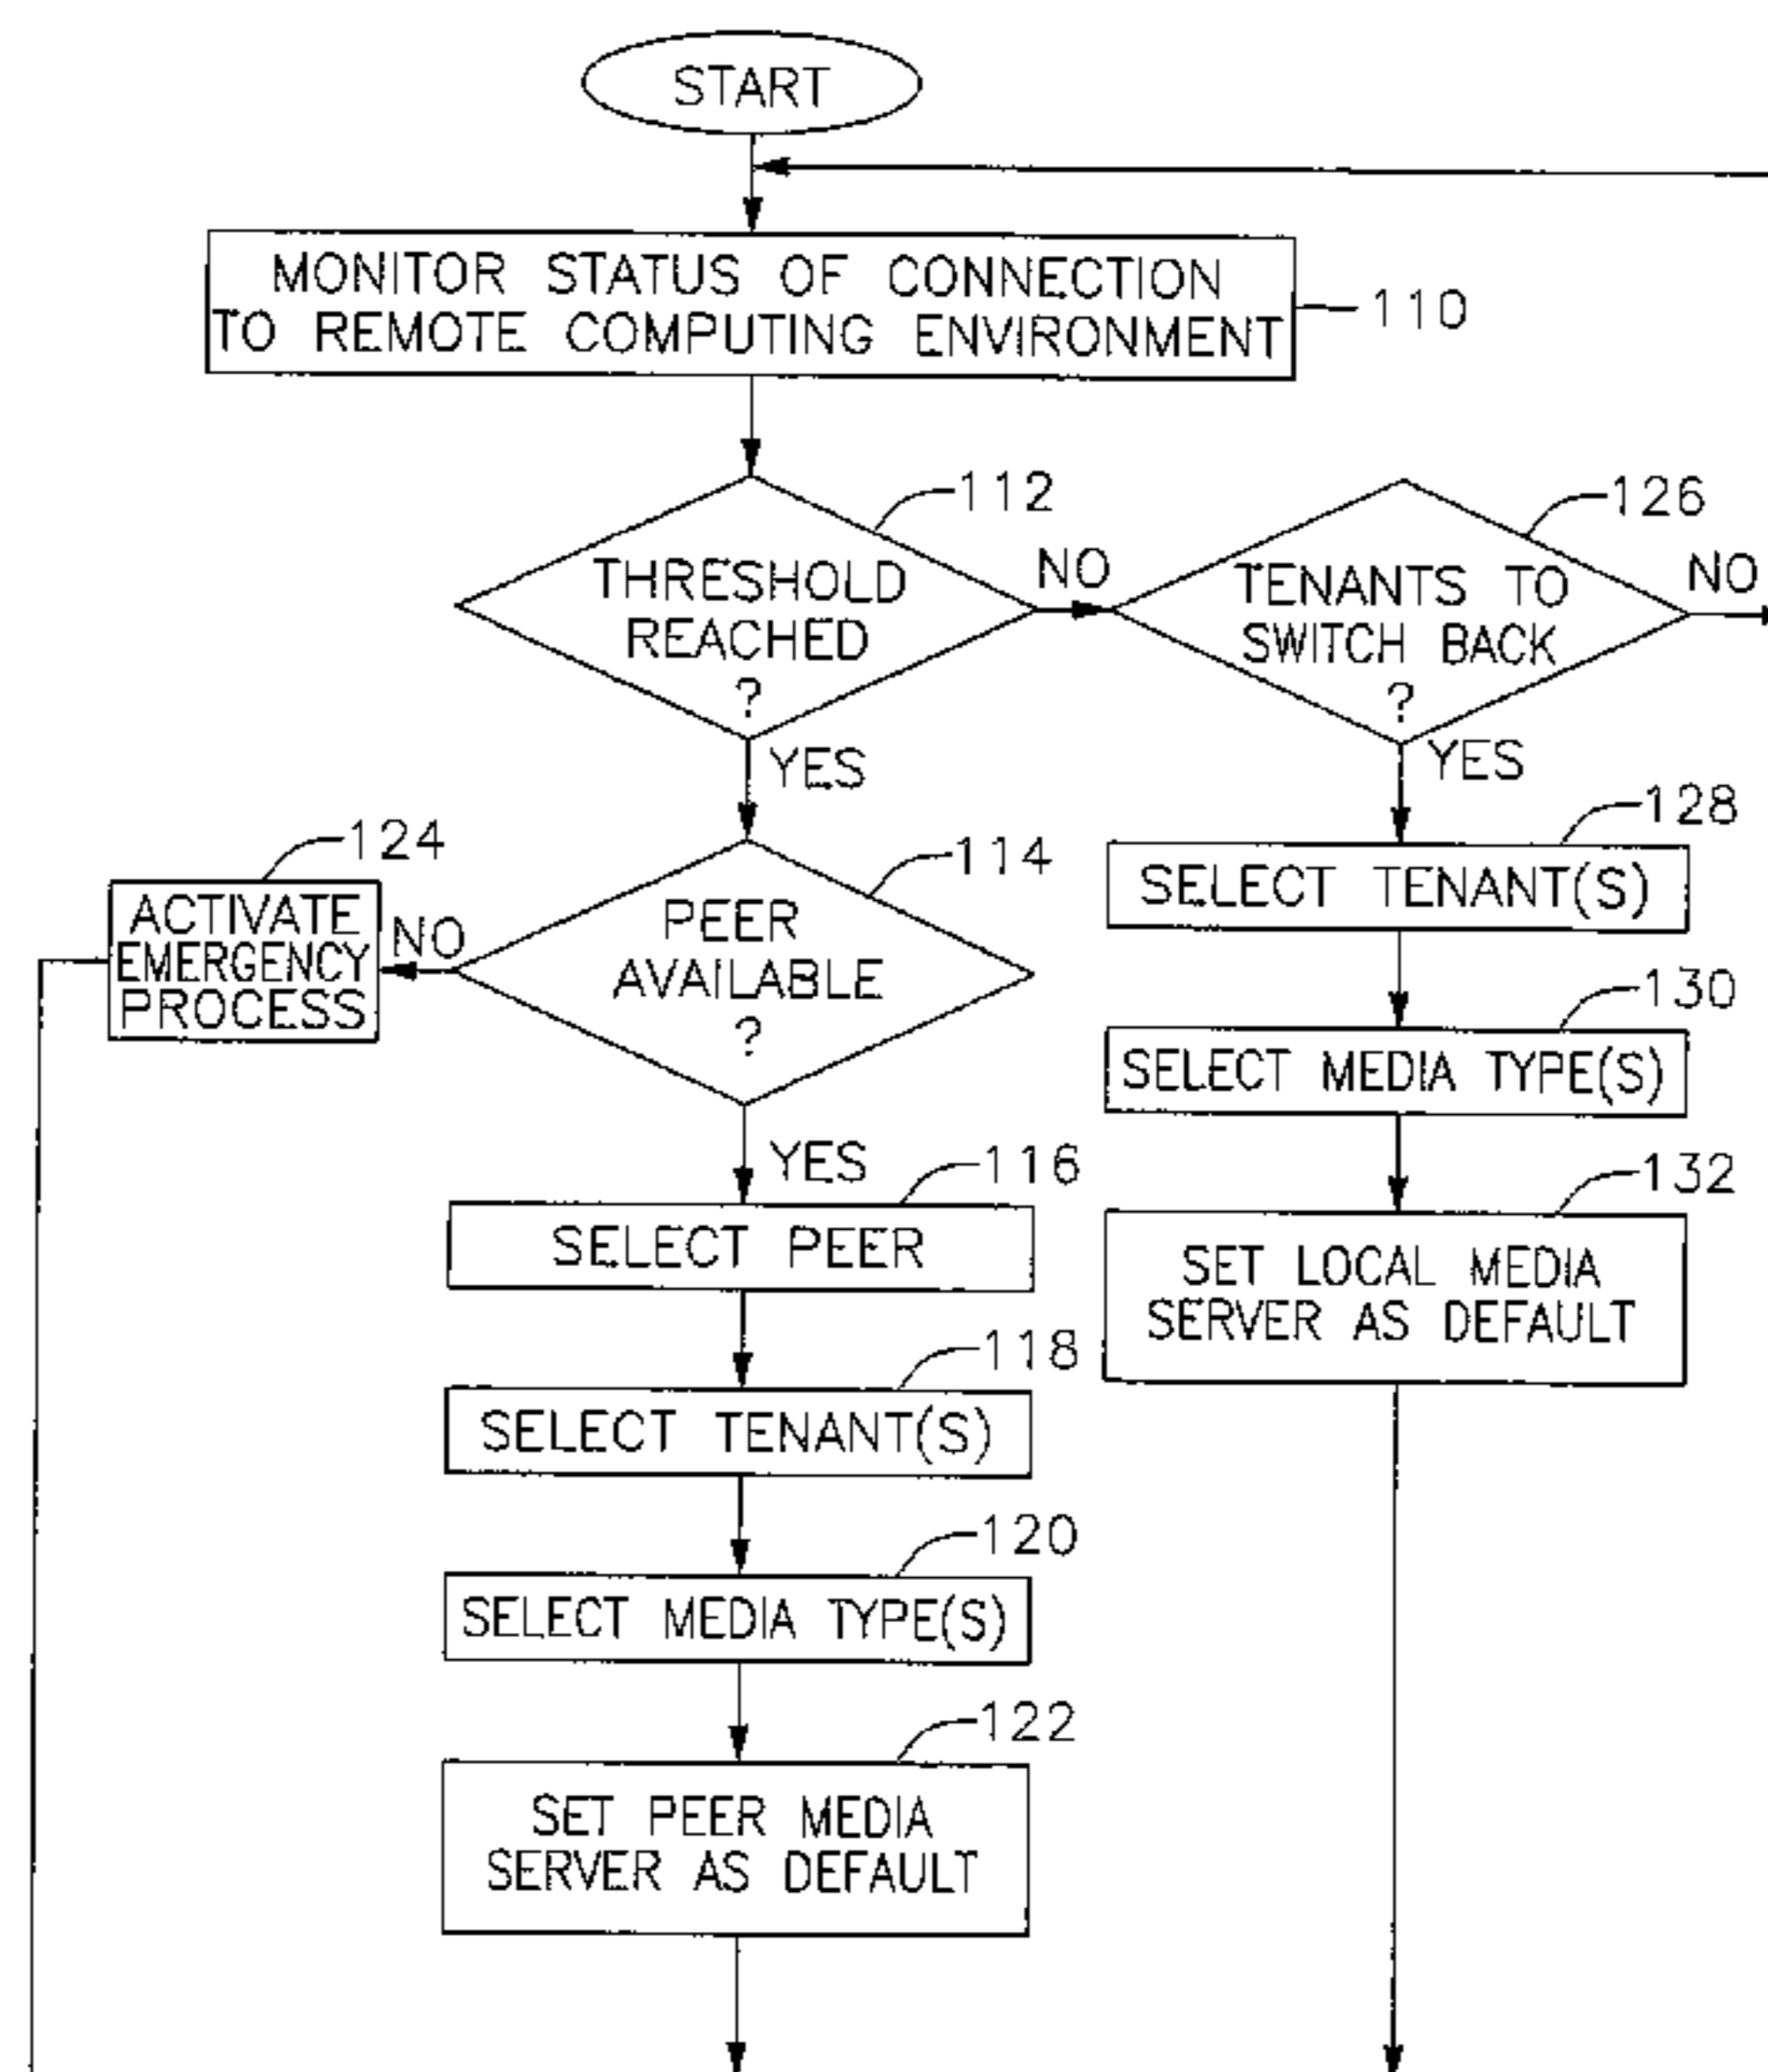 START
MONITOR STATUS OF CONNECTION
TO REMOTE COMPUTING ENVIRONMENT
110
112
THRESHOLD
REACHED
?
NO
126
TENANTS TO
SWITCH BACK
?
NO
YES
YES
124
ACTIVATE
EMERGENCY
PROCESS
NO
114
PEER
AVAILABLE
?
128
SELECT TENANT(S)
130
SELECT MEDIA TYPE(S)
YES
116
SELECT PEER
132
SET LOCAL MEDIA
SERVER AS DEFAULT
118
SELECT TENANT(S)
120
SELECT MEDIA TYPE(S)
122
SET PEER MEDIA
SERVER AS DEFAULT